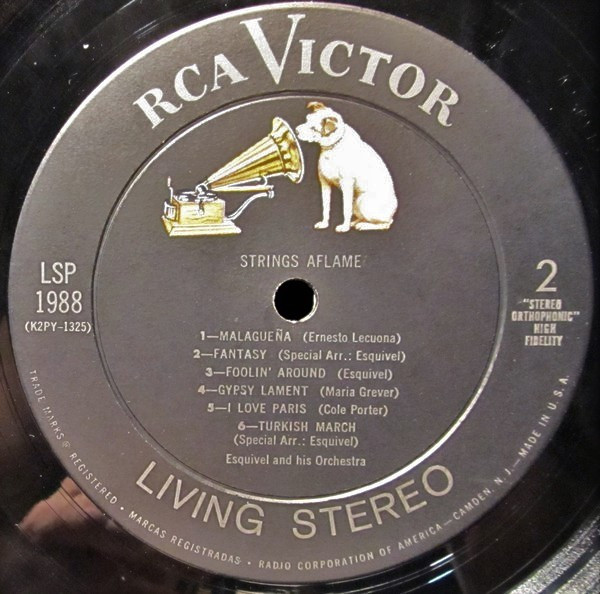 RCA VICTOR
STRINGS AFLAME
LSP
1988
(K2PY-1325)
2
"STEREO
ORTHOPHONIC"
HIGH
FIDELITY
1—MALAGUEÑA (Ernesto Lecuona)
2—FANTASY (Special Arr.: Esquivel)
3—FOOLIN' AROUND (Esquivel)
4—GYPSY LAMENT (Maria Grever)
5—I LOVE PARIS (Cole Porter)
6—TURKISH MARCH
(Special Arr.: Esquivel)
Esquivel and his Orchestra
LIVING STEREO
TRADE MARKS ® REGISTERED • MARCAS REGISTRADAS • RADIO CORPORATION OF AMERICA—CAMDEN, N. J.—MADE IN U.S.A.